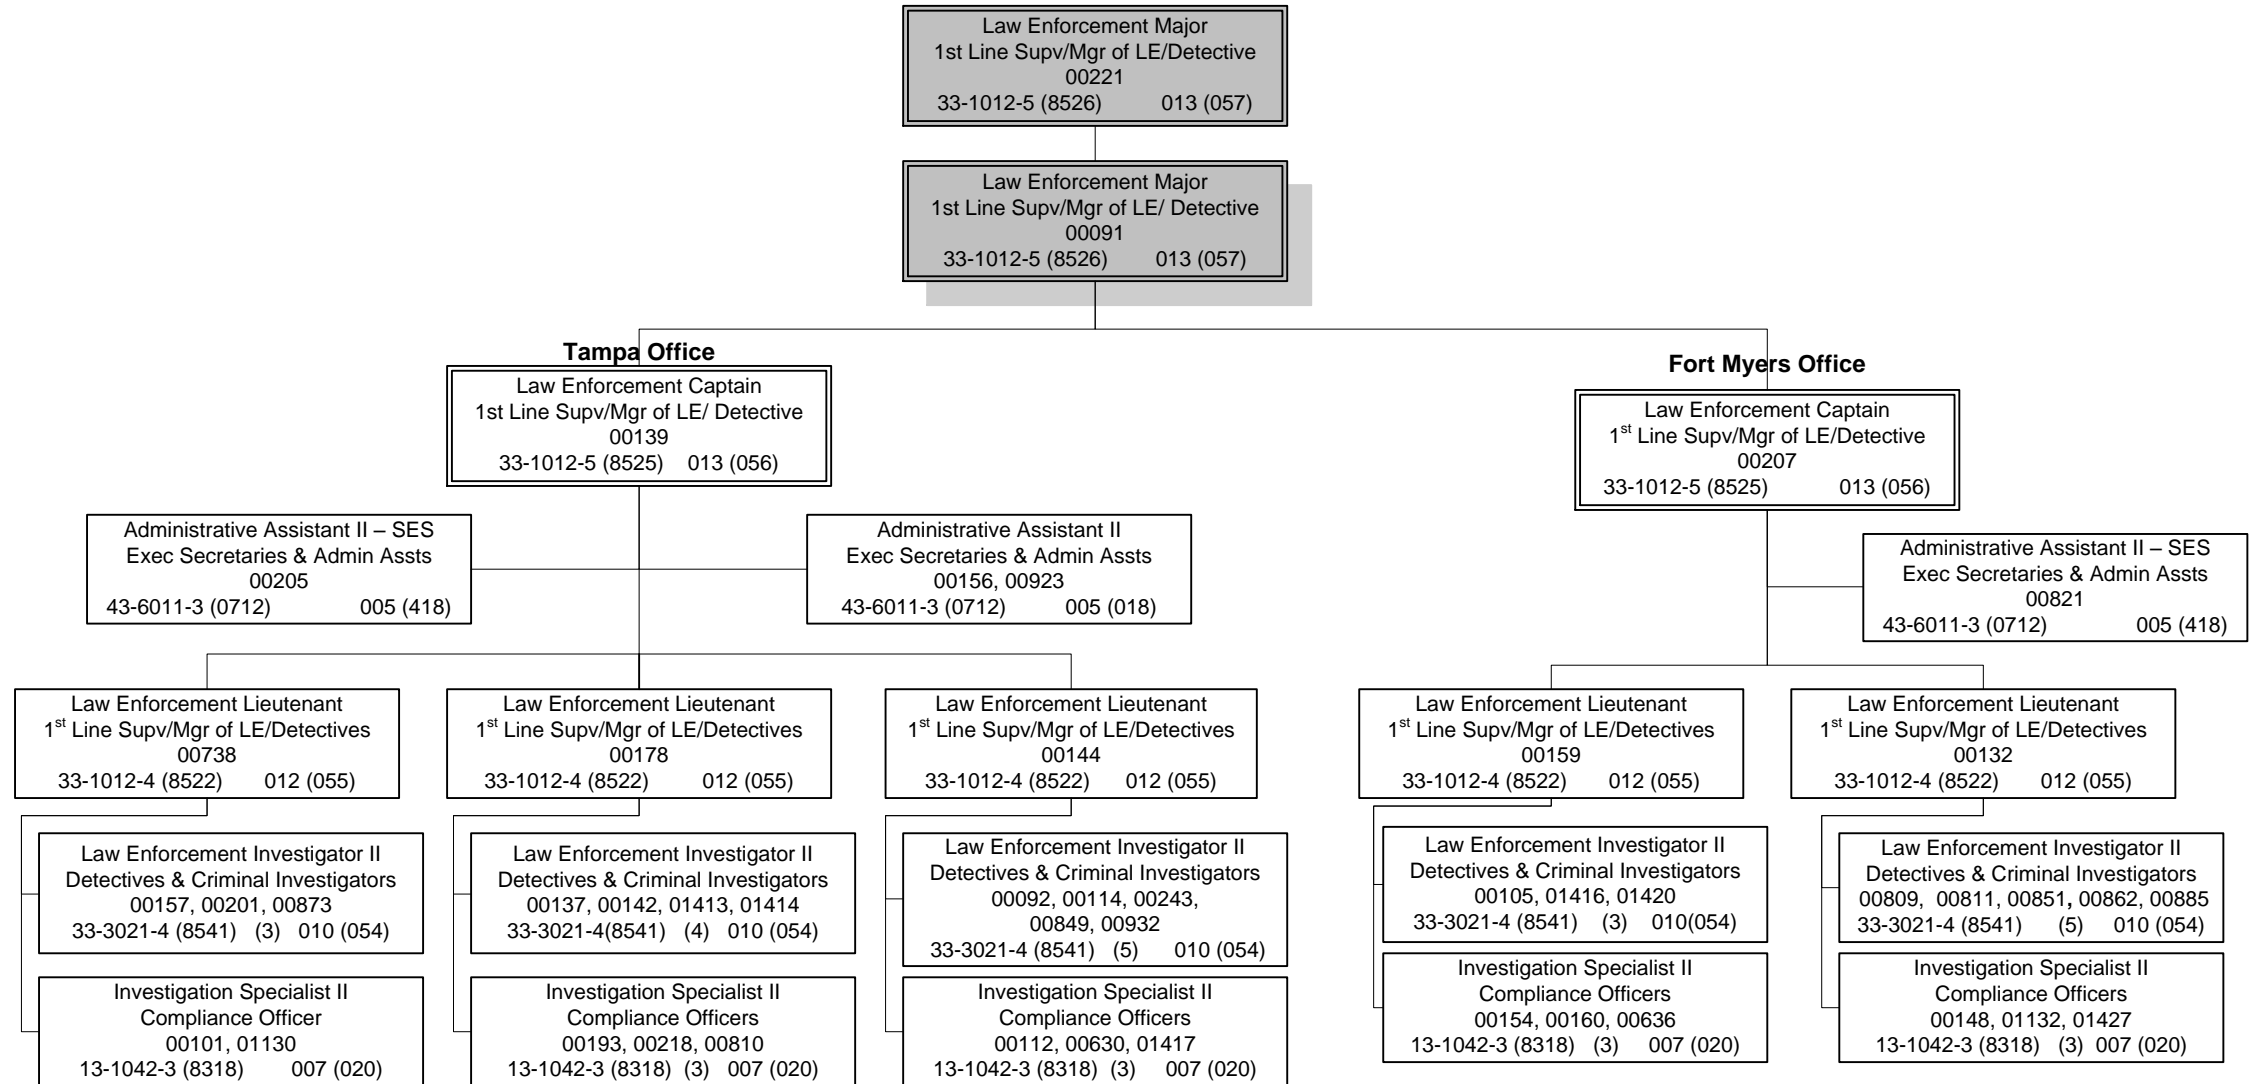 Law Enforcement Major
1st Line Supv/Mgr of LE/Detective
00221
33-1012-5 (8526) 013 (057)
Law Enforcement Major
1st Line Supv/Mgr of LE/ Detective
00091
33-1012-5 (8526) 013 (057)
Tampa Office
Law Enforcement Captain
1st Line Supv/Mgr of LE/ Detective
00139
33-1012-5 (8525) 013 (056)
Administrative Assistant II – SES
Exec Secretaries & Admin Assts
00205
43-6011-3 (0712) 005 (418)
Administrative Assistant II
Exec Secretaries & Admin Assts
00156, 00923
43-6011-3 (0712) 005 (018)
Law Enforcement Lieutenant
1st Line Supv/Mgr of LE/Detectives
00738
33-1012-4 (8522) 012 (055)
Law Enforcement Investigator II
Detectives & Criminal Investigators
00157, 00201, 00873
33-3021-4 (8541) (3) 010 (054)
Investigation Specialist II
Compliance Officer
00101, 01130
13-1042-3 (8318) 007 (020)
Law Enforcement Lieutenant
1st Line Supv/Mgr of LE/Detectives
00178
33-1012-4 (8522) 012 (055)
Law Enforcement Investigator II
Detectives & Criminal Investigators
00137, 00142, 01413, 01414
33-3021-4(8541) (4) 010 (054)
Investigation Specialist II
Compliance Officers
00193, 00218, 00810
13-1042-3 (8318) (3) 007 (020)
Law Enforcement Lieutenant
1st Line Supv/Mgr of LE/Detectives
00144
33-1012-4 (8522) 012 (055)
Law Enforcement Investigator II
Detectives & Criminal Investigators
00092, 00114, 00243,
00849, 00932
33-3021-4 (8541) (5) 010 (054)
Investigation Specialist II
Compliance Officers
00112, 00630, 01417
13-1042-3 (8318) (3) 007 (020)
Fort Myers Office
Law Enforcement Captain
1st Line Supv/Mgr of LE/Detective
00207
33-1012-5 (8525) 013 (056)
Administrative Assistant II – SES
Exec Secretaries & Admin Assts
00821
43-6011-3 (0712) 005 (418)
Law Enforcement Lieutenant
1st Line Supv/Mgr of LE/Detectives
00159
33-1012-4 (8522) 012 (055)
Law Enforcement Investigator II
Detectives & Criminal Investigators
00105, 01416, 01420
33-3021-4 (8541) (3) 010(054)
Investigation Specialist II
Compliance Officers
00154, 00160, 00636
13-1042-3 (8318) (3) 007 (020)
Law Enforcement Lieutenant
1st Line Supv/Mgr of LE/Detectives
00132
33-1012-4 (8522) 012 (055)
Law Enforcement Investigator II
Detectives & Criminal Investigators
00809, 00811, 00851, 00862, 00885
33-3021-4 (8541) (5) 010 (054)
Investigation Specialist II
Compliance Officers
00148, 01132, 01427
13-1042-3 (8318) (3) 007 (020)